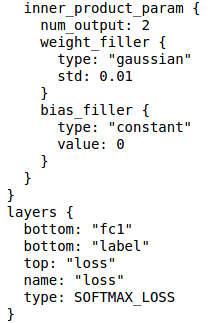 inner_product_param {
num_output: 2
weight_filler {
type: "gaussian"
std: 0.01
}
bias_filler {
type: "constant"
value: 0
}
}
}
layers {
bottom: "fc1"
bottom: "label"
top: "loss"
name: "loss"
type: SOFTMAX_LOSS
}